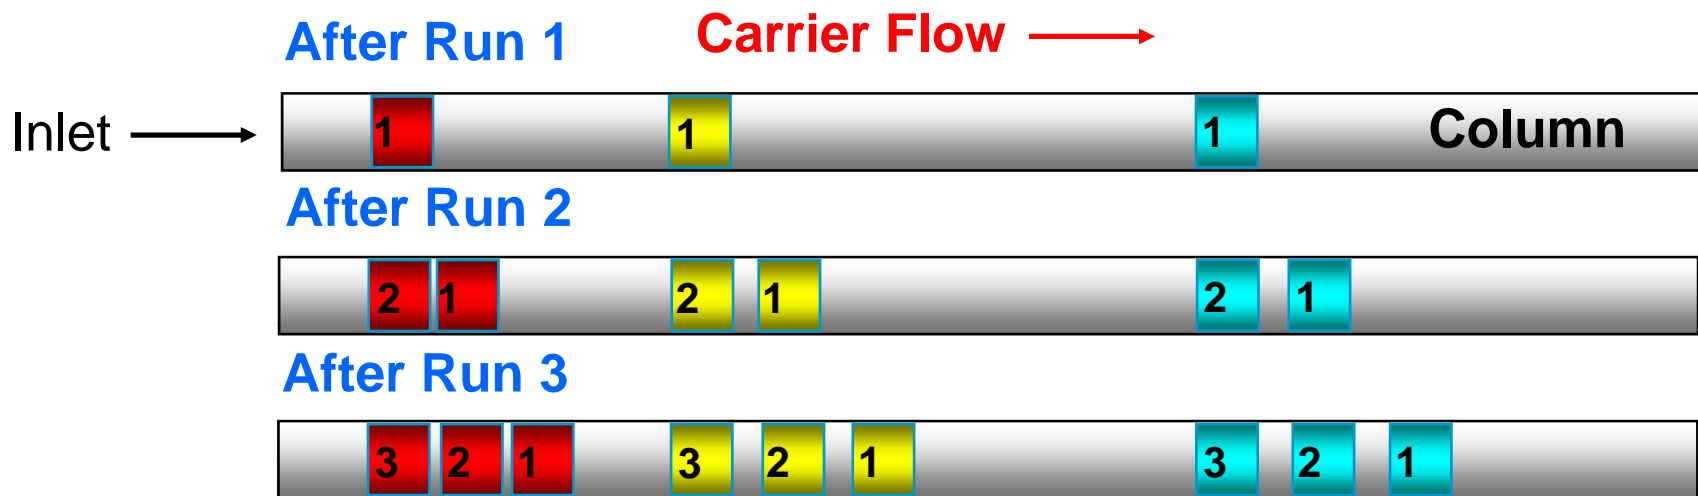 After Run 1
Carrier Flow
Inlet
1 1 1 Column
After Run 2
2 1 2 1 2 1
After Run 3
3 2 1 3 2 1 3 2 1